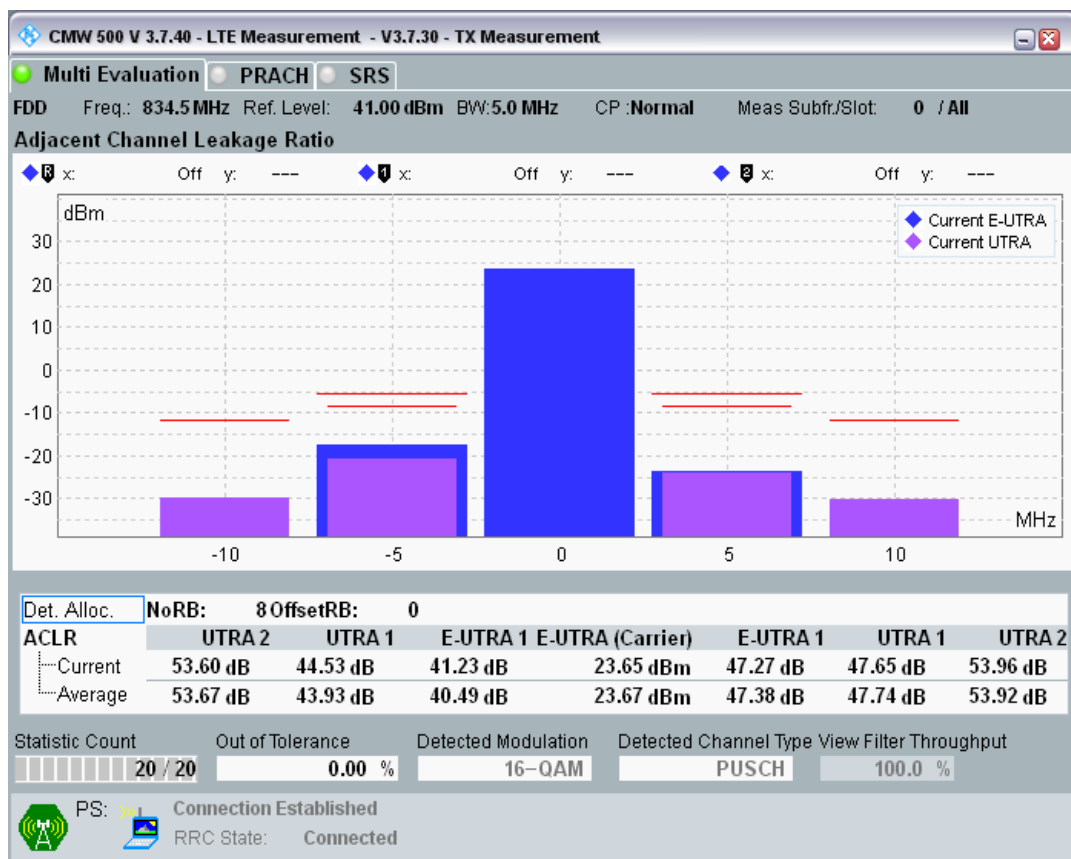 CMW 500 V 3.7.40 - LTE Measurement - V3.7.30 - TX Measurement
Multi Evaluation PRACH SRS
FDD Freq.: 834.5 MHz Ref. Level: 41.00 dBm BW:5.0 MHz CP :Normal Meas Subfr./Slot: 0 / All
Adjacent Channel Leakage Ratio
R x: Off y: --- 1 x: Off y: --- 2 x: Off y: ---
dBm
Current E-UTRA
Current UTRA
30
20
10
0
-10
-20
-30
MHz
-10 -5 0 5 10
Det. Alloc. NoRB: 8 OffsetRB: 0
ACLR UTRA 2 UTRA 1 E-UTRA 1 E-UTRA (Carrier) E-UTRA 1 UTRA 1 UTRA 2
Current 53.60 dB 44.53 dB 41.23 dB 23.65 dBm 47.27 dB 47.65 dB 53.96 dB
Average 53.67 dB 43.93 dB 40.49 dB 23.67 dBm 47.38 dB 47.74 dB 53.92 dB
Statistic Count Out of Tolerance Detected Modulation Detected Channel Type View Filter Throughput
20 / 20 0.00 % 16-QAM PUSCH 100.0 %
PS: Connection Established
RRC State: Connected